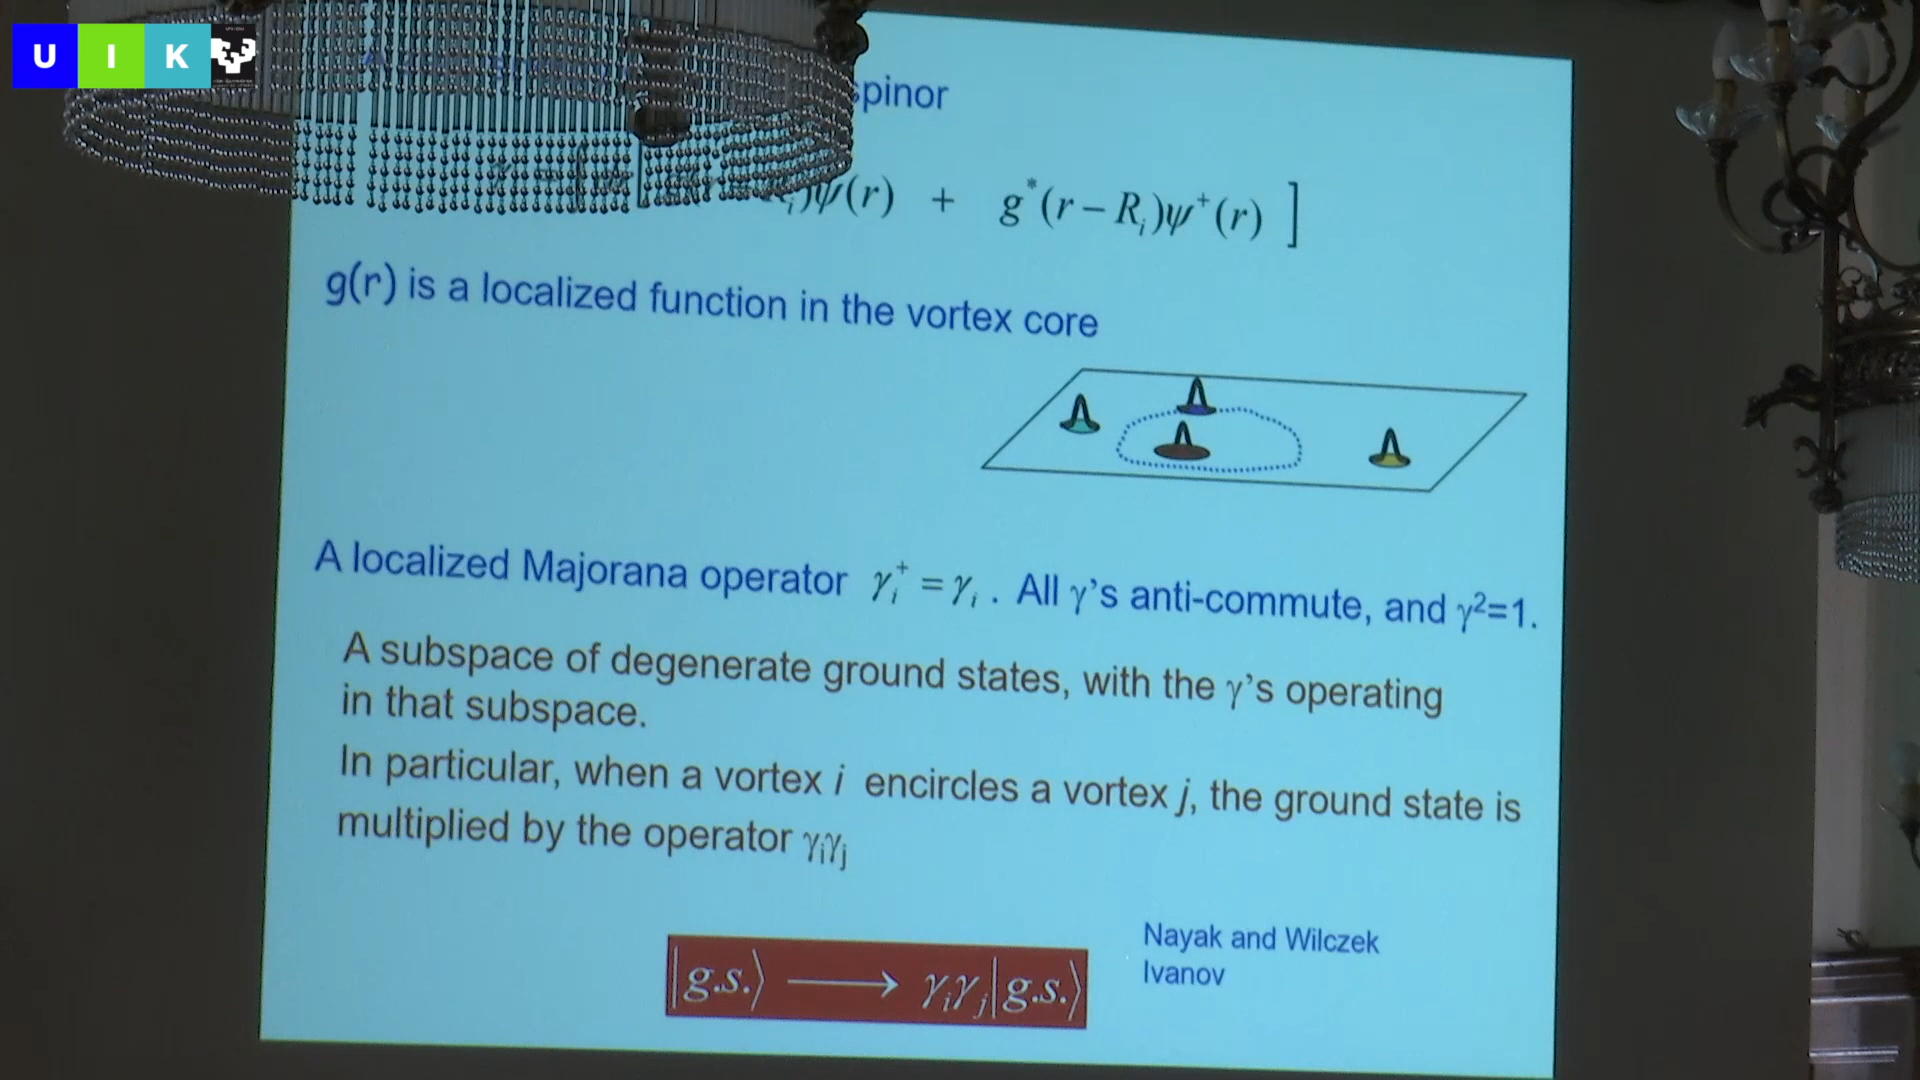 U I K
spinor
)ψ(r) + g*(r – Rᵢ)ψ⁺(r) ]
g(r) is a localized function in the vortex core
A localized Majorana operator γᵢ⁺ = γᵢ . All γ's anti-commute, and γ²=1.
A subspace of degenerate ground states, with the γ's operating
in that subspace.
In particular, when a vortex i encircles a vortex j, the ground state is
multiplied by the operator γᵢγⱼ
Nayak and Wilczek
Ivanov
|g.s.⟩ ⟶ γᵢγⱼ|g.s.⟩